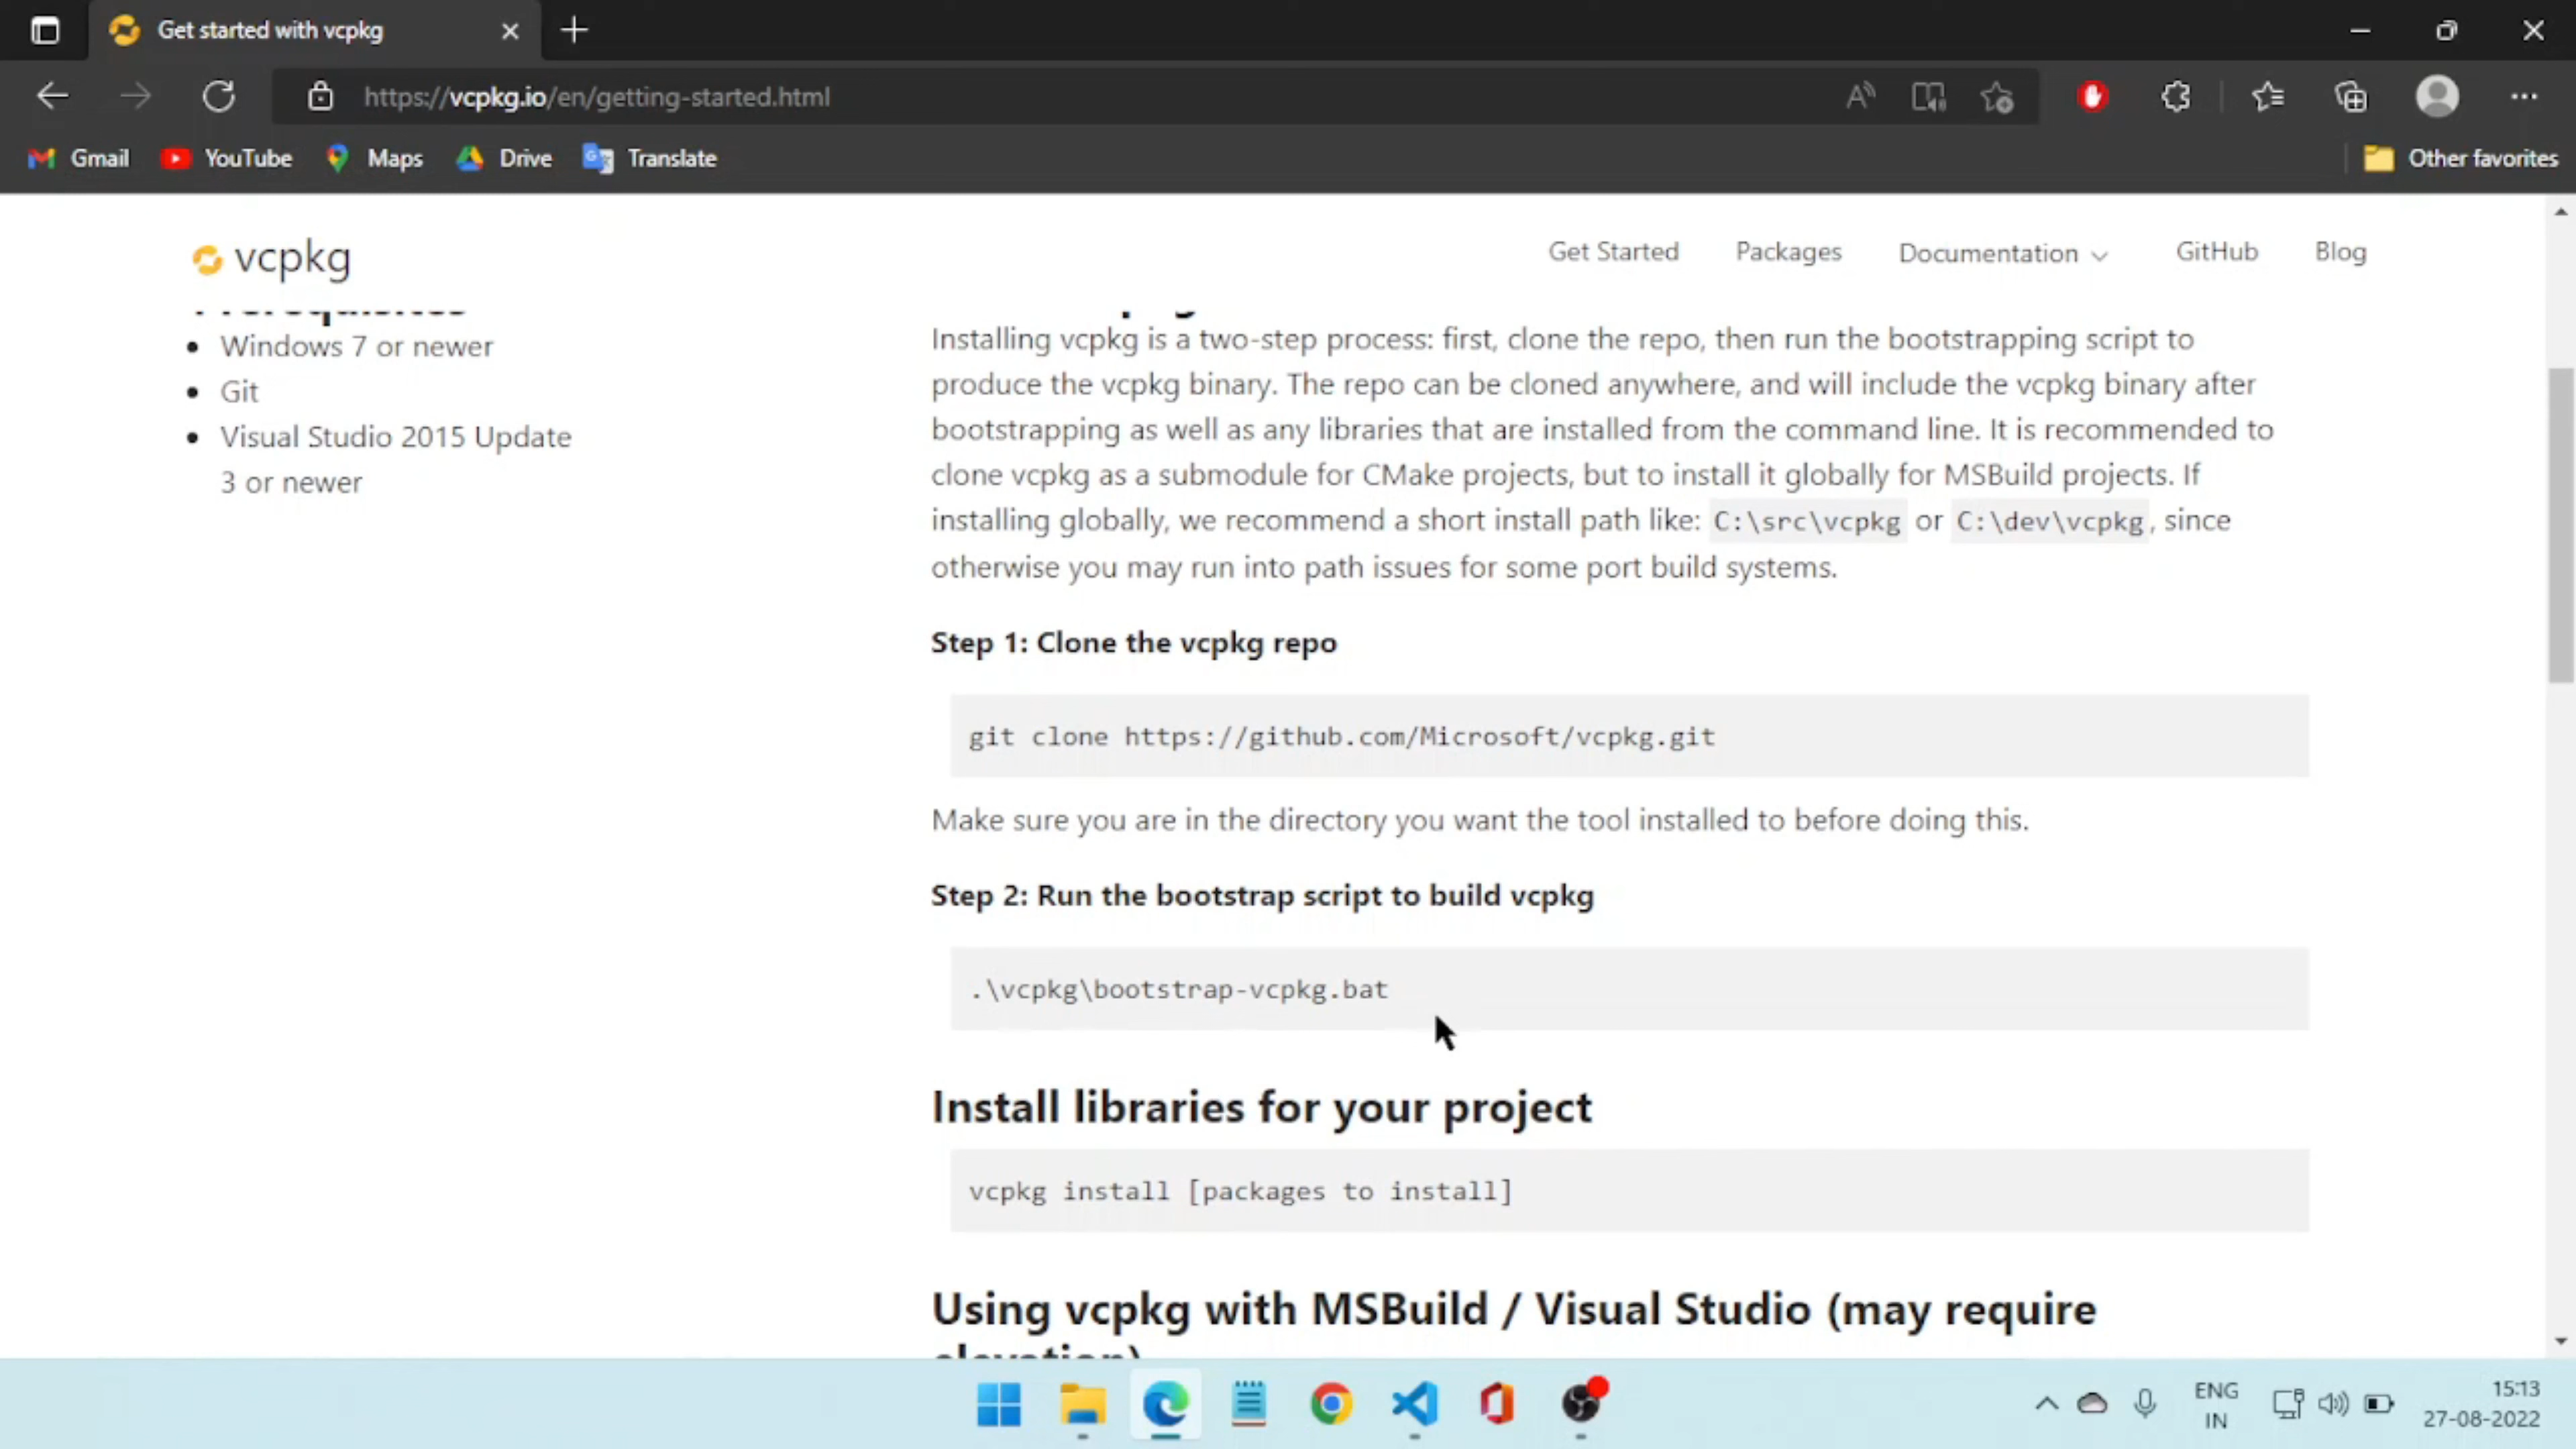 Get started with vcpkg
https://vcpkg.io/en/getting-started.html
Gmail YouTube Maps Drive Translate Other favorites
vcpkg Get Started Packages Documentation GitHub Blog
Prerequisites
Windows 7 or newer
Git
Visual Studio 2015 Update
3 or newer
Installing vcpkg is a two-step process: first, clone the repo, then run the bootstrapping script to
produce the vcpkg binary. The repo can be cloned anywhere, and will include the vcpkg binary after
bootstrapping as well as any libraries that are installed from the command line. It is recommended to
clone vcpkg as a submodule for CMake projects, but to install it globally for MSBuild projects. If
installing globally, we recommend a short install path like: C:\src\vcpkg or C:\dev\vcpkg, since
otherwise you may run into path issues for some port build systems.
Step 1: Clone the vcpkg repo
git clone https://github.com/Microsoft/vcpkg.git
Make sure you are in the directory you want the tool installed to before doing this.
Step 2: Run the bootstrap script to build vcpkg
.\vcpkg\bootstrap-vcpkg.bat
Install libraries for your project
vcpkg install [packages to install]
Using vcpkg with MSBuild / Visual Studio (may require
elevation)
ENG
IN
15:13
27-08-2022